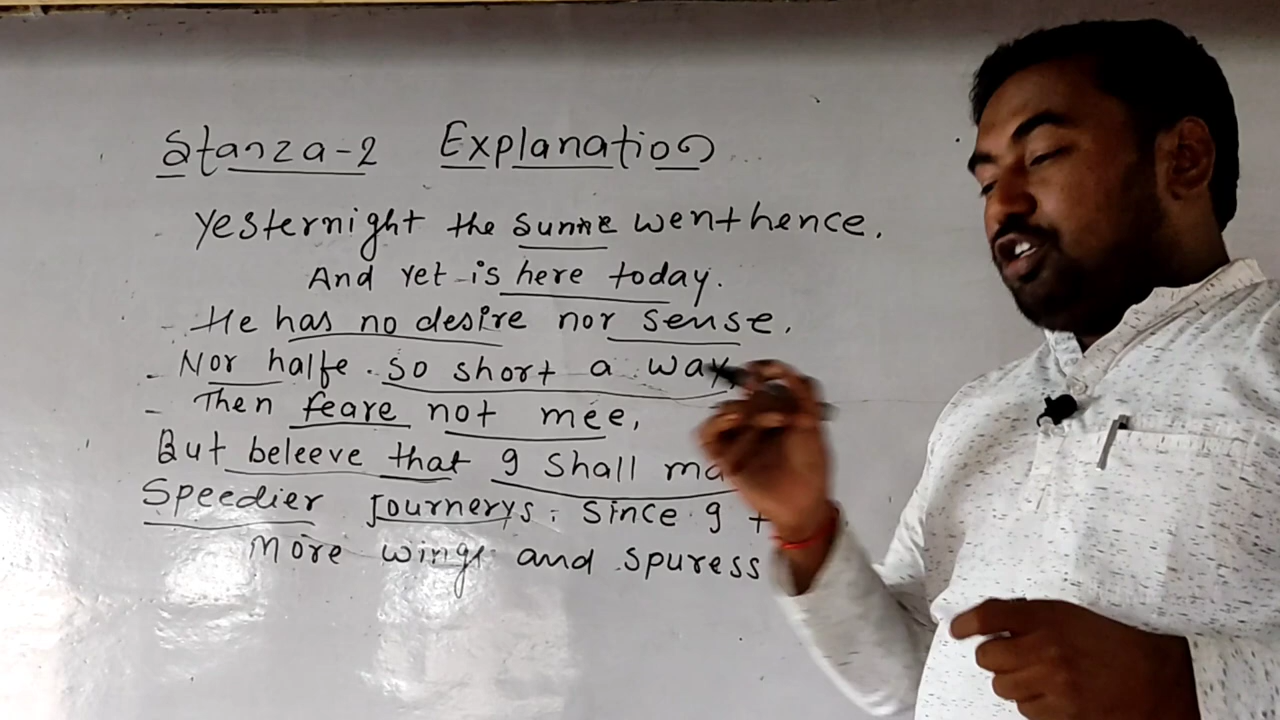 Stanza-2 Explanation
Yesternight the sunne went hence.
And Yet is here today.
He has no desire nor sense.
Nor halfe so short a way,
Then feare not mee,
But beleeve that I shall
Speedier Journerys. Since I
More wings and spuress